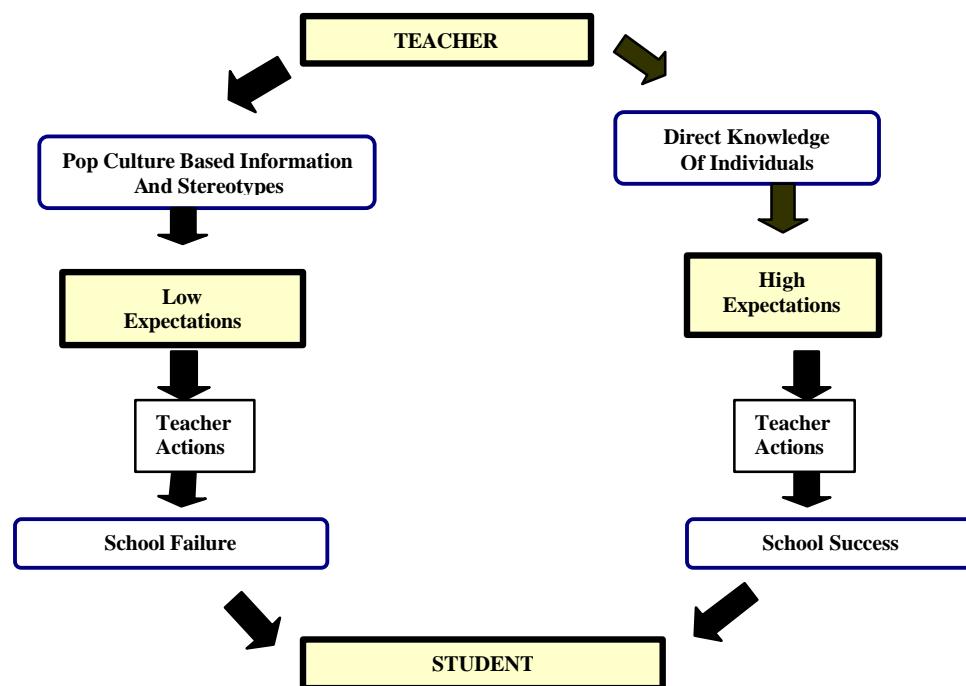 TEACHER
Pop Culture Based Information
And Stereotypes
Direct Knowledge
Of Individuals
Low
Expectations
High
Expectations
Teacher
Actions
Teacher
Actions
School Failure
School Success
STUDENT